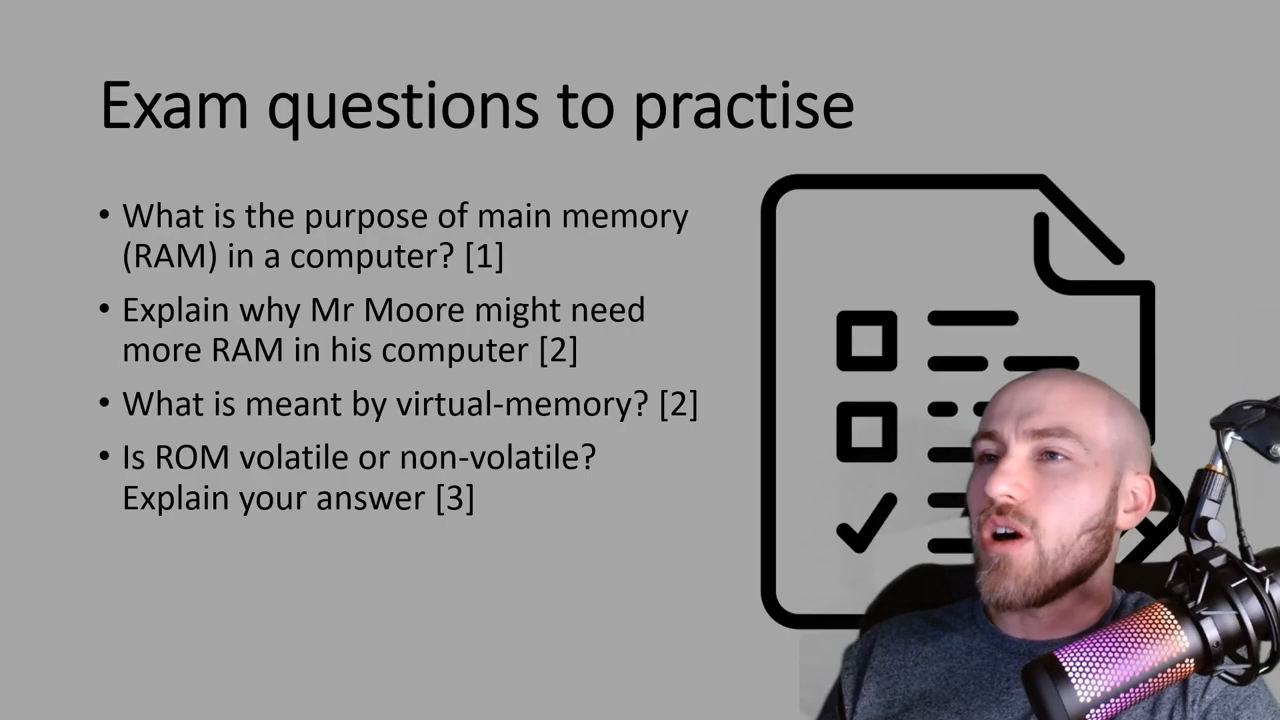 Exam questions to practise
• What is the purpose of main memory
(RAM) in a computer? [1]
• Explain why Mr Moore might need
more RAM in his computer [2]
• What is meant by virtual-memory? [2]
• Is ROM volatile or non-volatile?
Explain your answer [3]